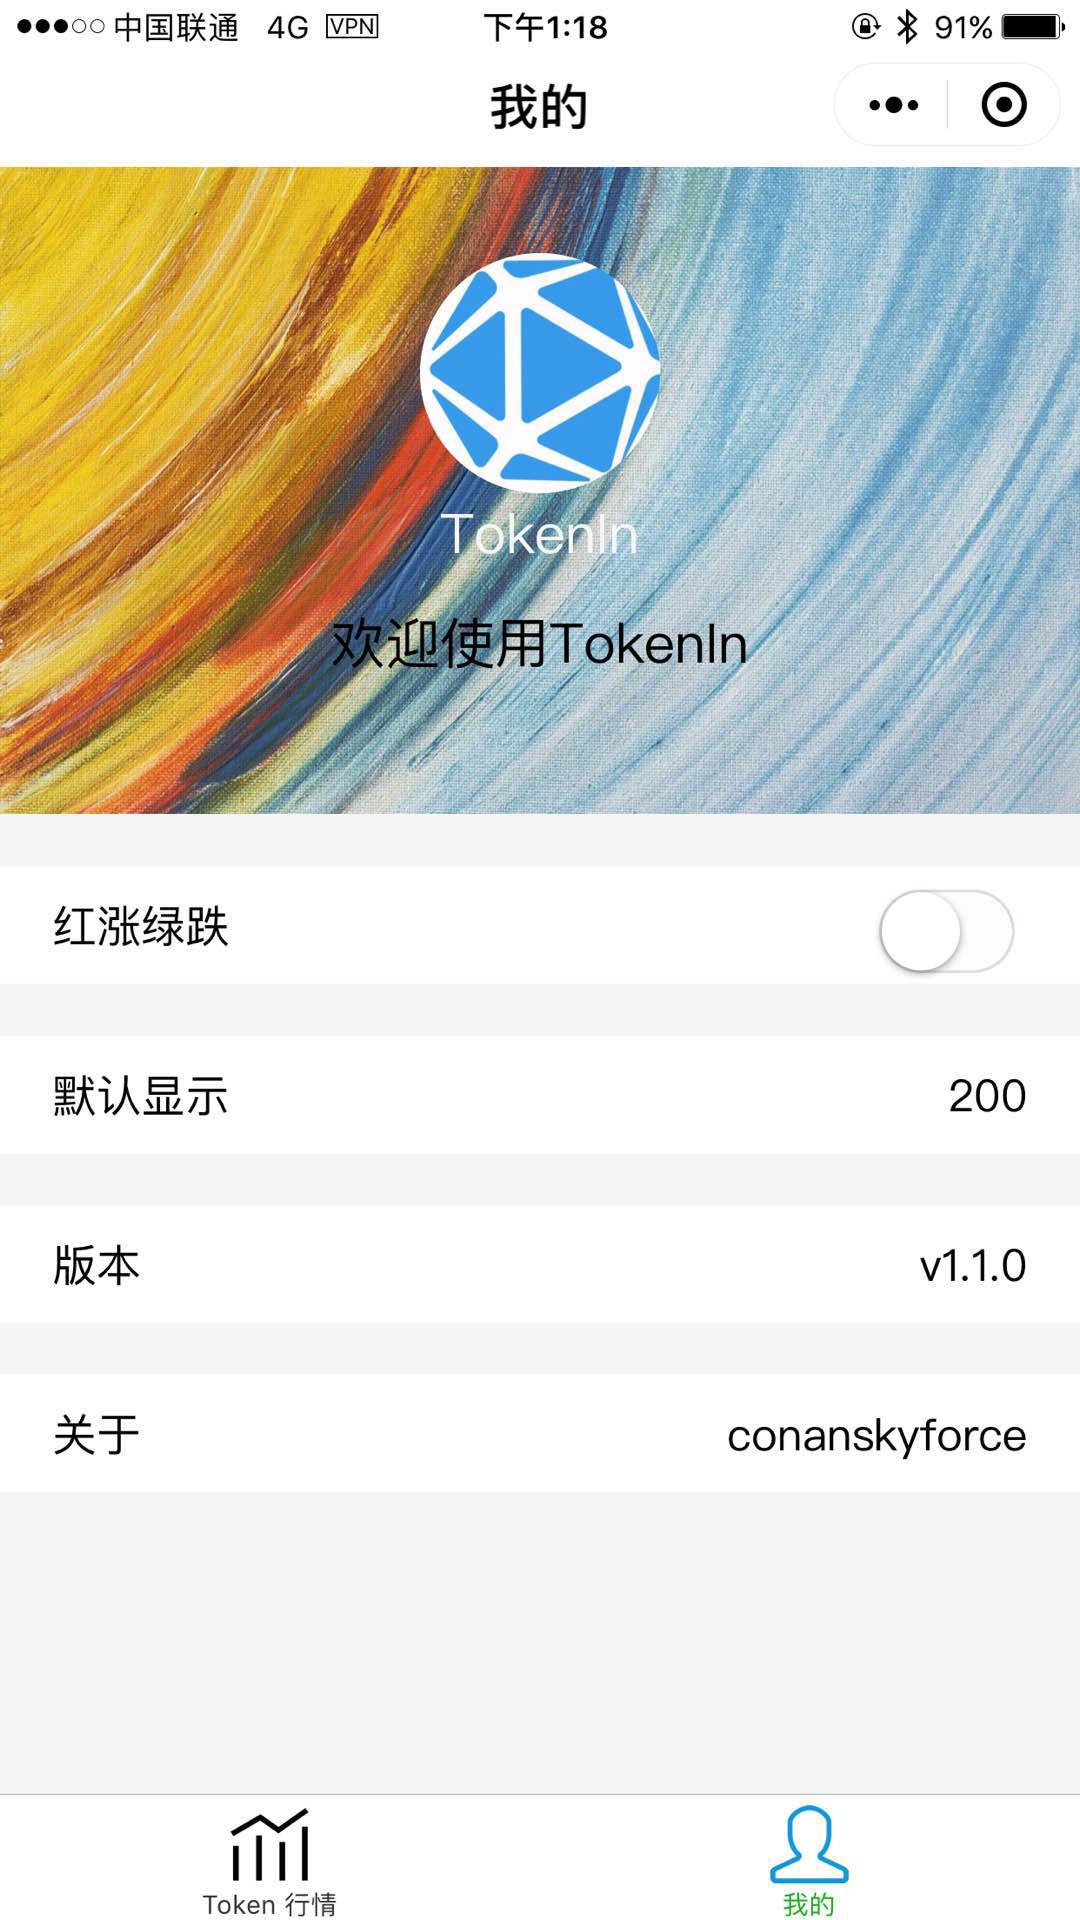 中国联通 4G VPN 下午1:18 91%
我的
TokenIn
欢迎使用TokenIn
红涨绿跌
默认显示 200
版本 v1.1.0
关于 conanskyforce
Token 行情 我的